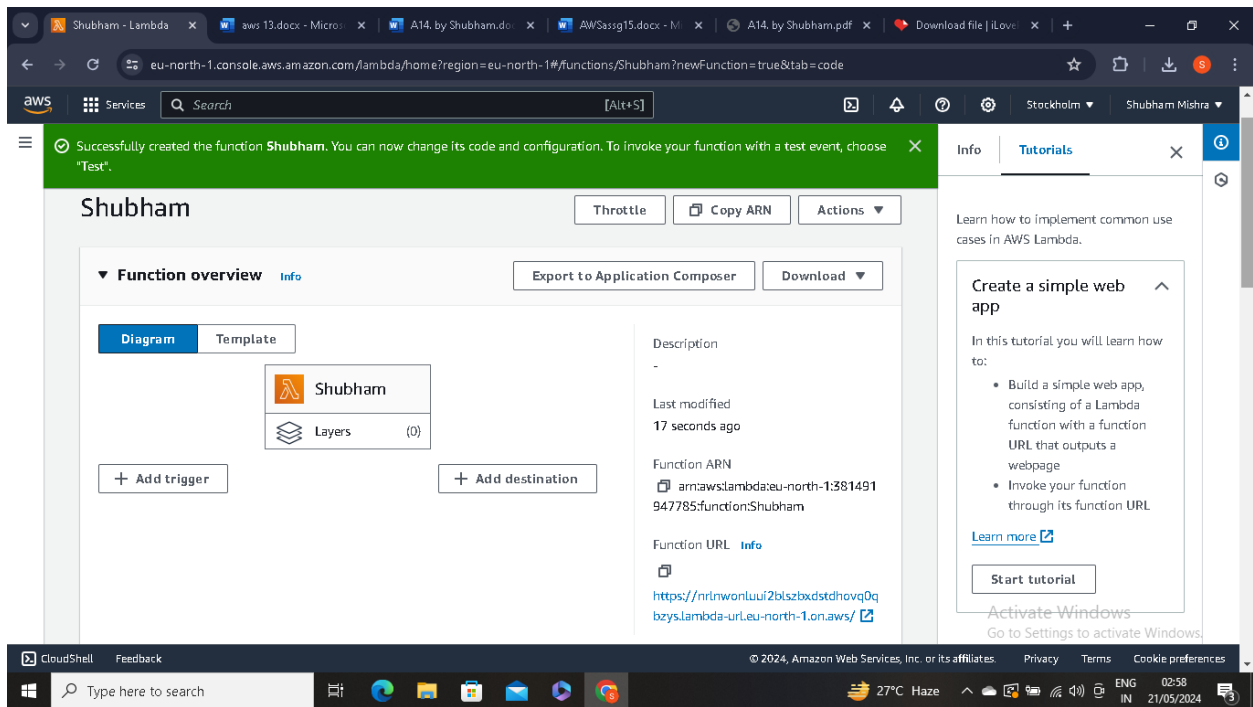 Shubham - Lambda
aws 13.docx - Micros
A14. by Shubham.do
AWSassg15.docx - Mi
A14. by Shubham.pdf
Download file | iLove
eu-north-1.console.aws.amazon.com/lambda/home?region=eu-north-1#/functions/Shubham?newFunction=true&tab=code
S
aws
Services
Search
[Alt+S]
Stockholm ▼
Shubham Mishra ▼
Successfully created the function Shubham. You can now change its code and configuration. To invoke your function with a test event, choose
"Test".
Shubham
Throttle
Copy ARN
Actions ▼
Function overview Info
Export to Application Composer
Download ▼
Diagram
Template
Shubham
Layers (0)
+ Add trigger
+ Add destination
Description
-
Last modified
17 seconds ago
Function ARN
arn:aws:lambda:eu-north-1:381491
947785:function:Shubham
Function URL Info
bzys.lambda-url.eu-north-1.on.aws/
Info
Tutorials
Learn how to implement common use
cases in AWS Lambda.
Create a simple web
app
In this tutorial you will learn how
to:
• Build a simple web app,
consisting of a Lambda
function with a function
URL that outputs a
webpage
• Invoke your function
through its function URL
Learn more
Start tutorial
Activate Windows
Go to Settings to activate Windows.
CloudShell
Feedback
© 2024, Amazon Web Services, Inc. or its affiliates.
Privacy
Terms
Cookie preferences
Type here to search
S
27°C Haze
ENG
IN
02:58
21/05/2024
3